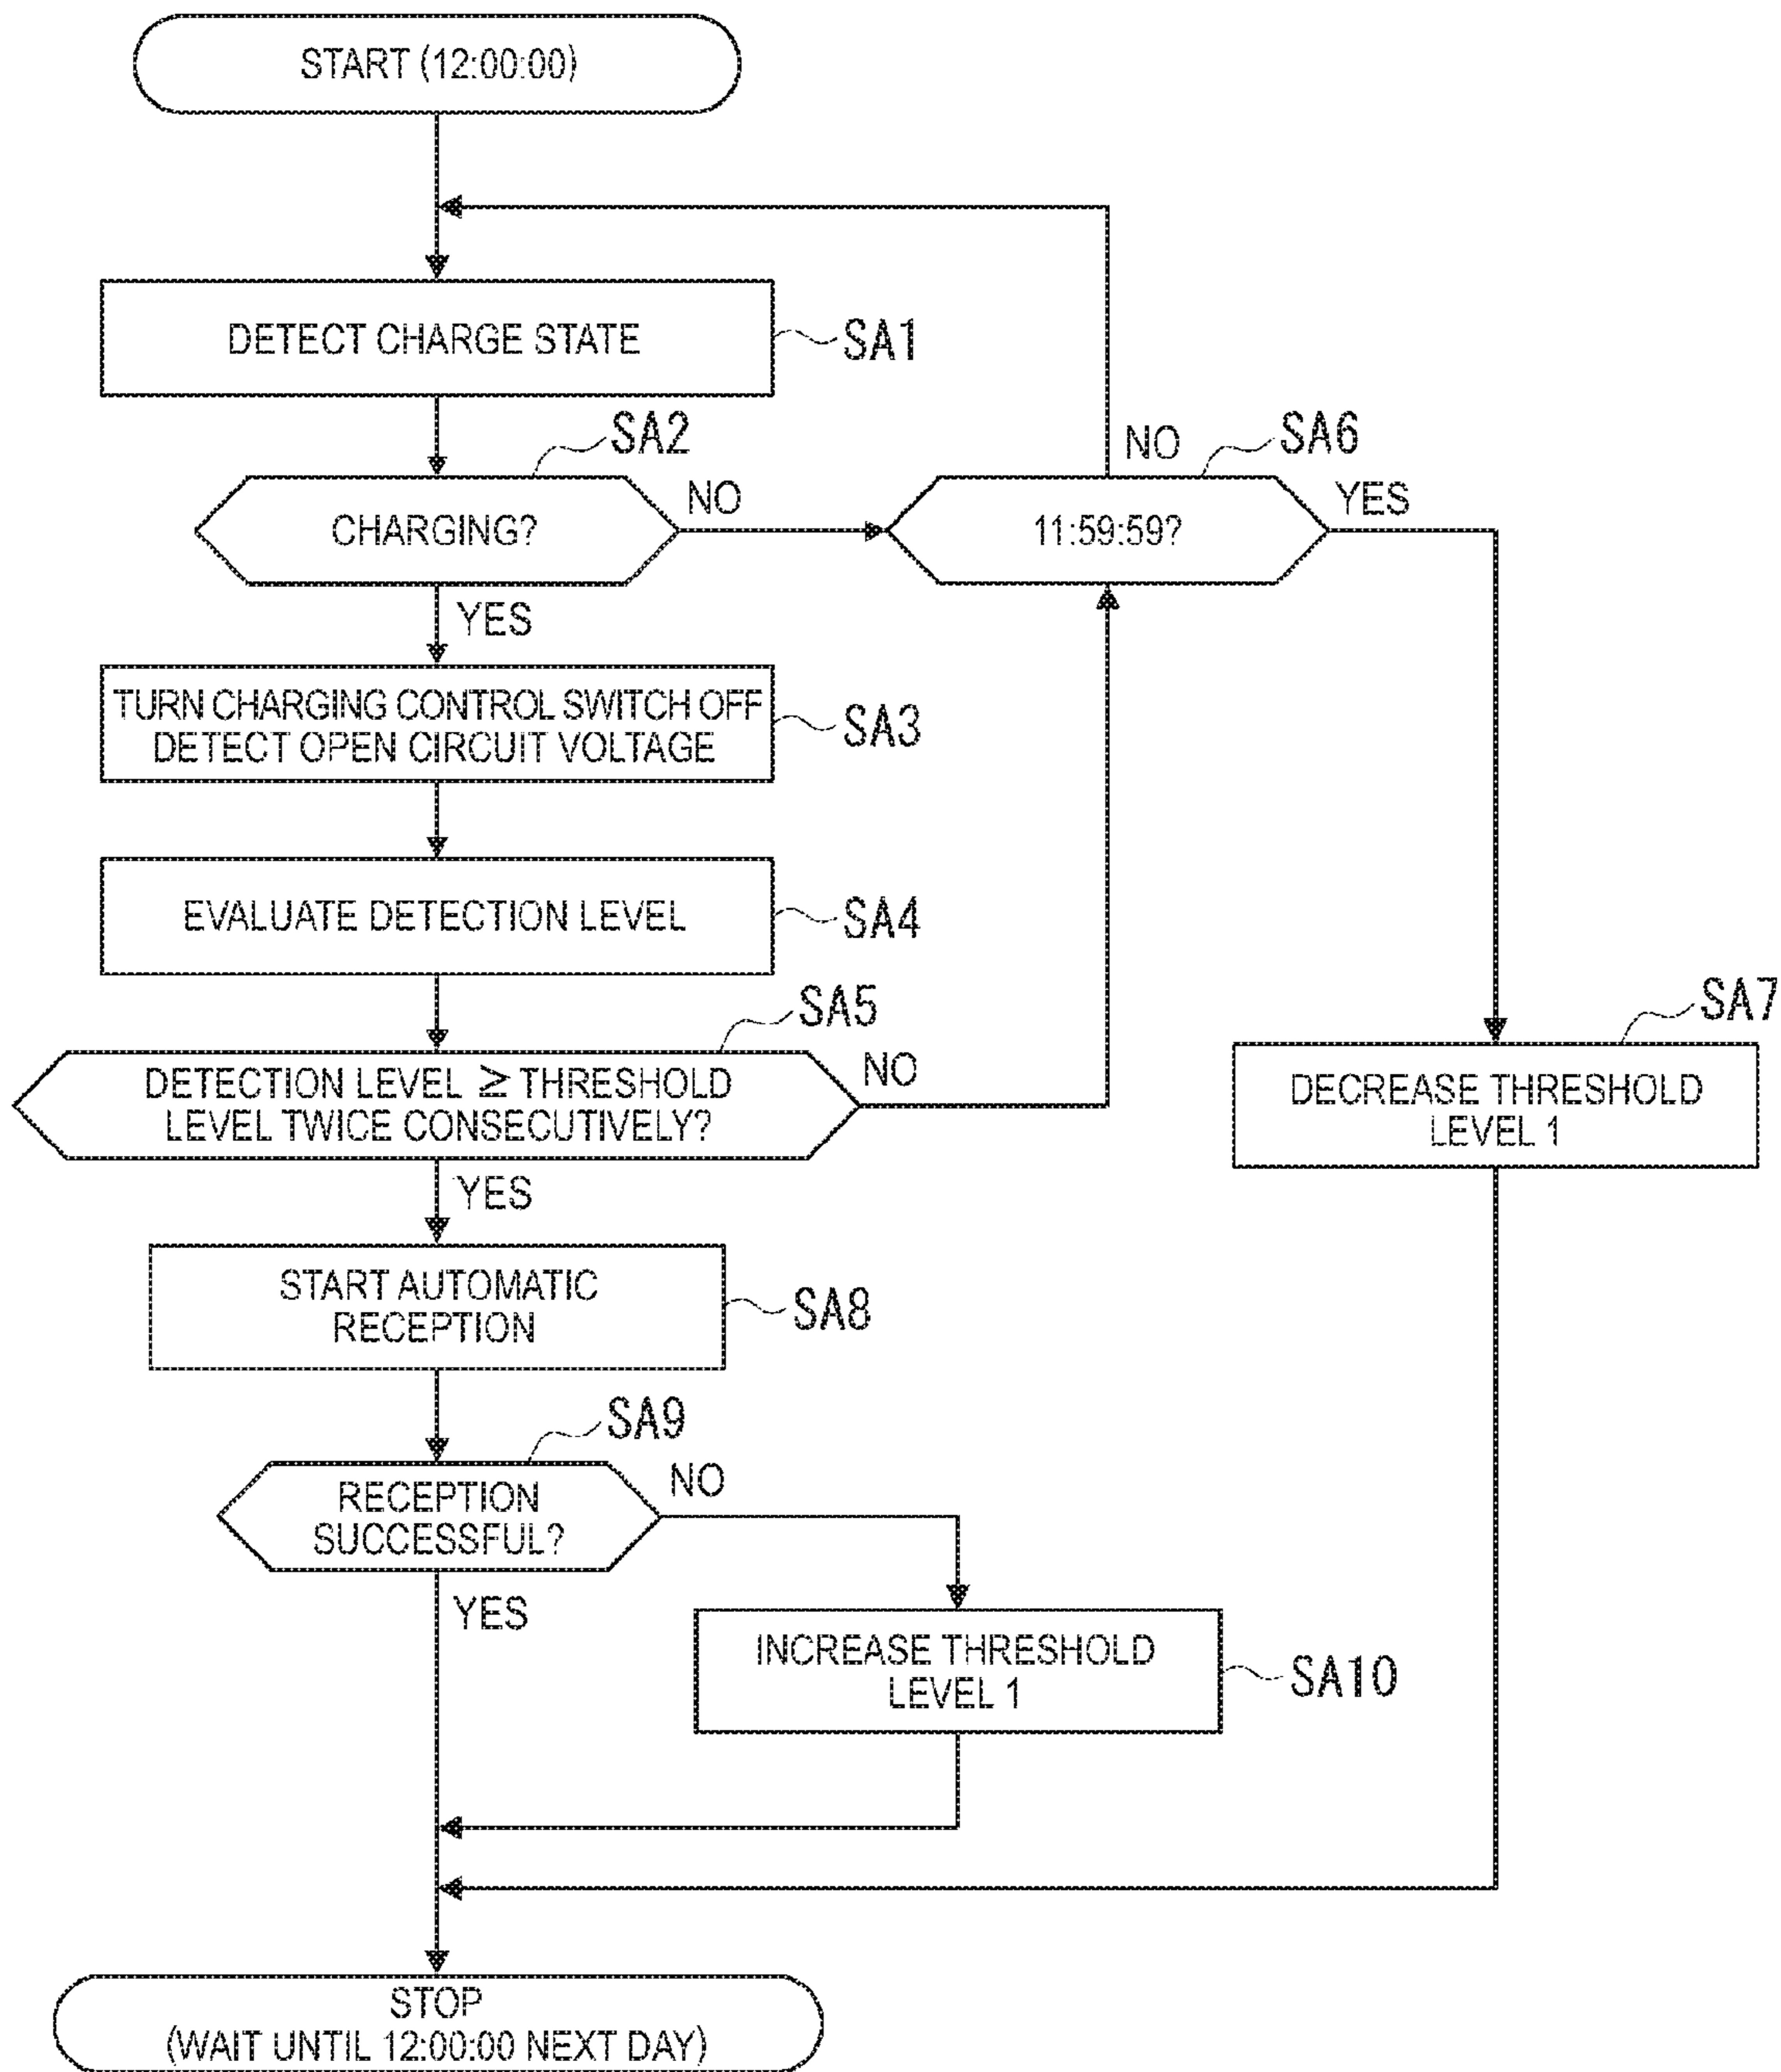 START (12:00:00)
DETECT CHARGE STATE
SA1
SA2
CHARGING?
NO
YES
SA6
11:59:59?
NO
YES
TURN CHARGING CONTROL SWITCH OFF
DETECT OPEN CIRCUIT VOLTAGE
SA3
EVALUATE DETECTION LEVEL
SA4
SA5
DETECTION LEVEL ≧ THRESHOLD
LEVEL TWICE CONSECUTIVELY?
NO
YES
SA7
DECREASE THRESHOLD
LEVEL 1
START AUTOMATIC
RECEPTION
SA8
SA9
RECEPTION
SUCCESSFUL?
NO
YES
INCREASE THRESHOLD
LEVEL 1
SA10
STOP
(WAIT UNTIL 12:00:00 NEXT DAY)